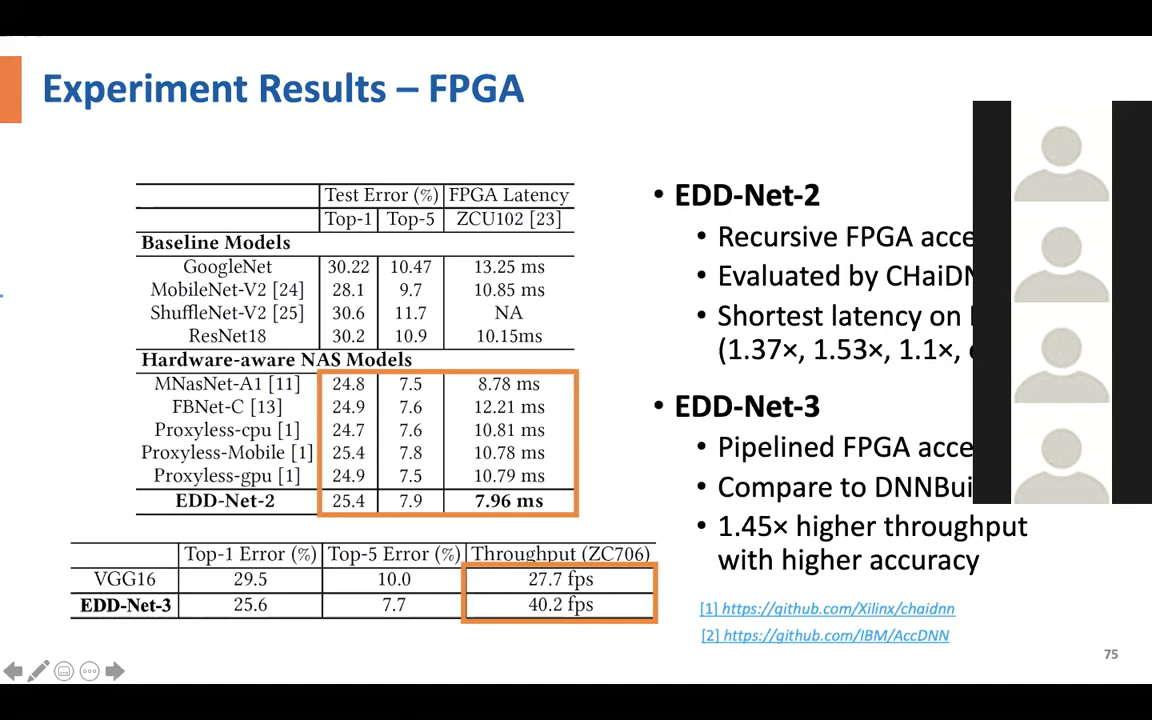 Experiment Results – FPGA
Test Error (%) FPGA Latency
Top-1 Top-5 ZCU102 [23]
Baseline Models
GoogleNet 30.22 10.47 13.25 ms
MobileNet-V2 [24] 28.1 9.7 10.85 ms
ShuffleNet-V2 [25] 30.6 11.7 NA
ResNet18 30.2 10.9 10.15ms
Hardware-aware NAS Models
MNasNet-A1 [11] 24.8 7.5 8.78 ms
FBNet-C [13] 24.9 7.6 12.21 ms
Proxyless-cpu [1] 24.7 7.6 10.81 ms
Proxyless-Mobile [1] 25.4 7.8 10.78 ms
Proxyless-gpu [1] 24.9 7.5 10.79 ms
EDD-Net-2 25.4 7.9 7.96 ms
Top-1 Error (%) Top-5 Error (%) Throughput (ZC706)
VGG16 29.5 10.0 27.7 fps
EDD-Net-3 25.6 7.7 40.2 fps
• EDD-Net-2
• Recursive FPGA
• Evaluated by
• Shortest latency on
(1.37×, 1.53×, 1.1×,
• EDD-Net-3
• Pipelined FPGA
• Compare to
• 1.45× higher throughput
with higher accuracy
[1] https://github.com/Xilinx/chaidnn
[2] https://github.com/IBM/AccDNN
75